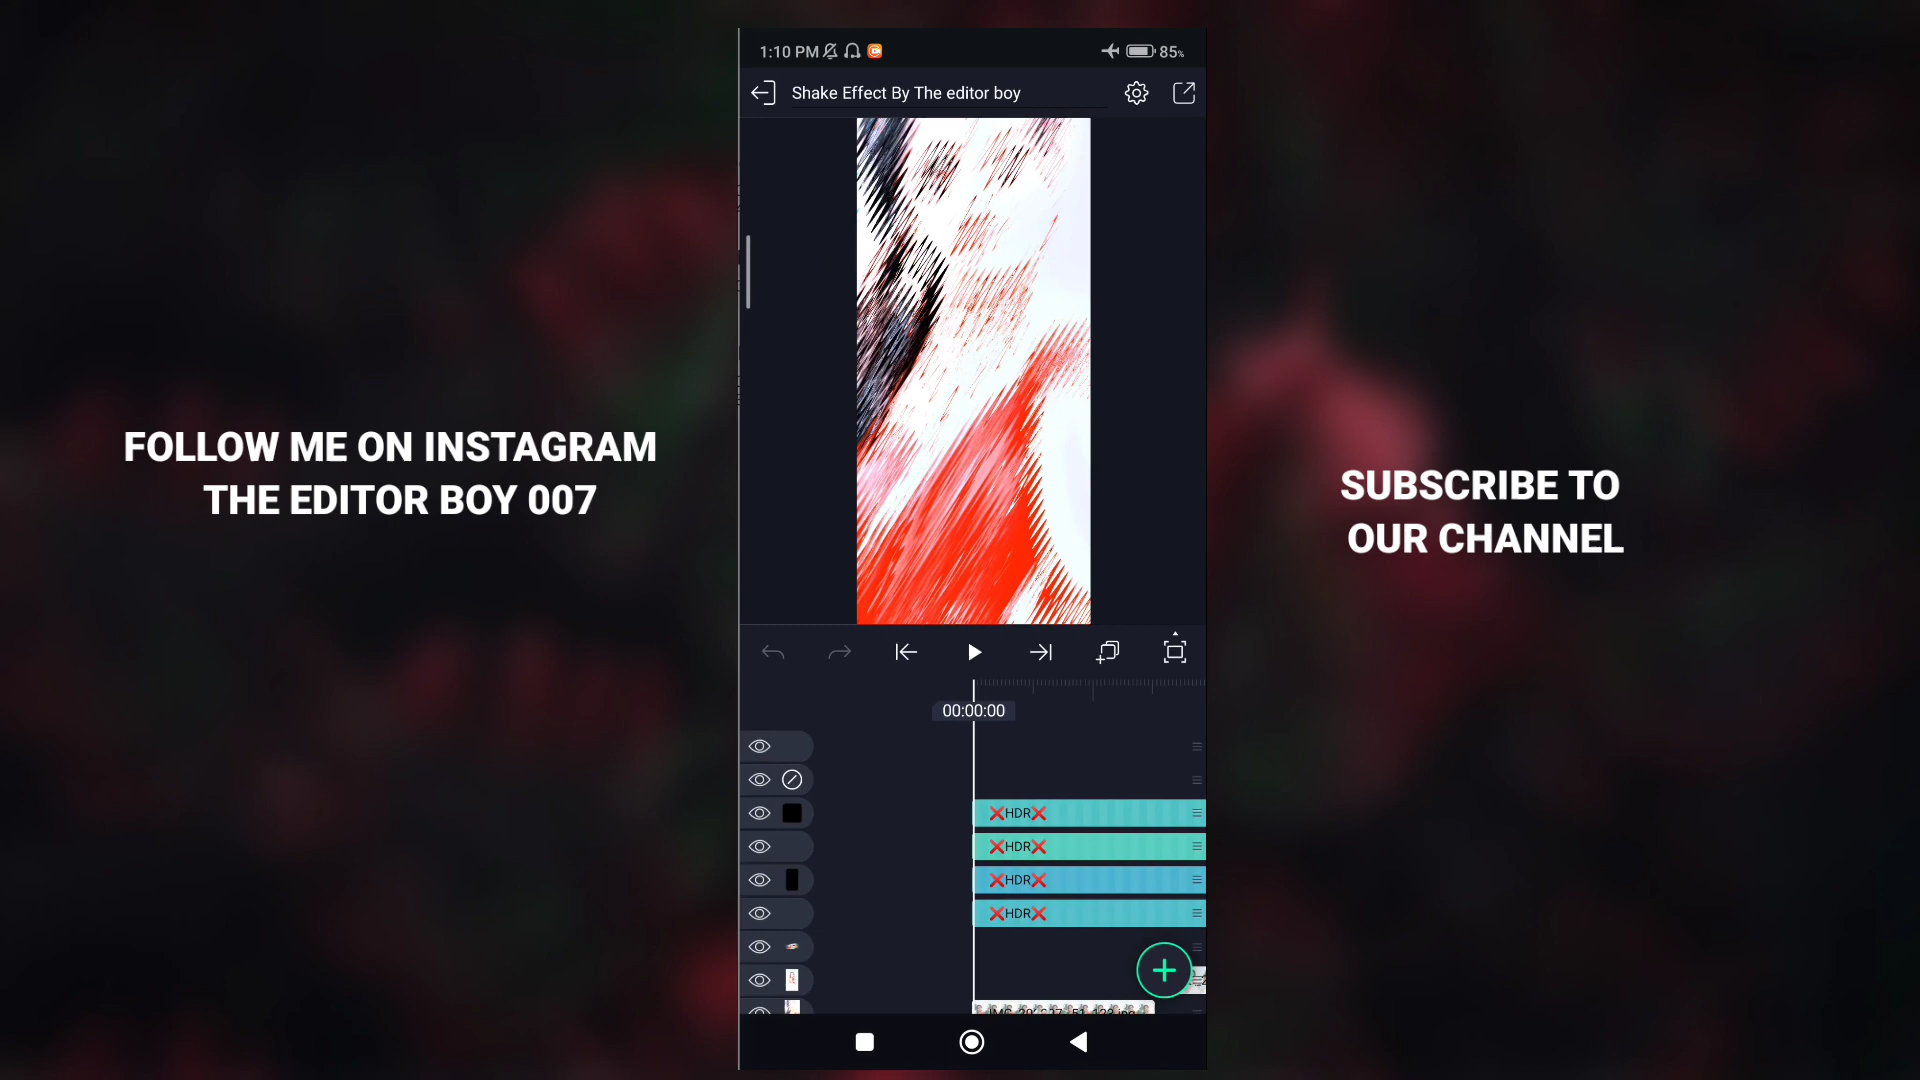 1:10 PM
85%
Shake Effect By The editor boy
FOLLOW ME ON INSTAGRAM
THE EDITOR BOY 007
SUBSCRIBE TO
OUR CHANNEL
00:00:00
❌HDR❌
❌HDR❌
❌HDR❌
❌HDR❌